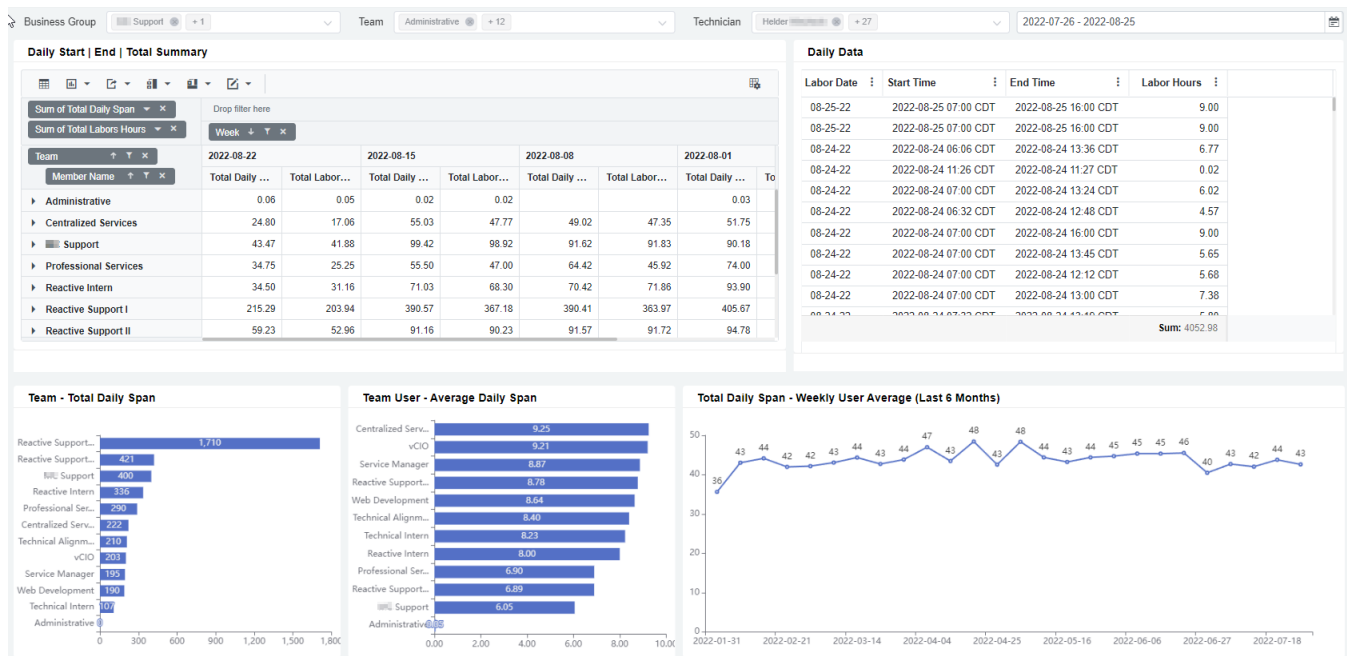 Business Group Support + 1 Team Administrative + 12 Technician Helder + 27 2022-07-26 - 2022-08-25
Daily Start | End | Total Summary
Sum of Total Daily Span
Sum of Total Labors Hours
Drop filter here
Week
Team
Member Name
2022-08-22 2022-08-15 2022-08-08 2022-08-01
Total Daily ... Total Labor... Total Daily ... Total Labor... Total Daily ... Total Labor... Total Daily ... To
Administrative 0.06 0.05 0.02 0.02 0.03
Centralized Services 24.80 17.06 55.03 47.77 49.02 47.35 51.75
Support 43.47 41.88 99.42 98.92 91.62 91.83 90.18
Professional Services 34.75 25.25 55.50 47.00 64.42 45.92 74.00
Reactive Intern 34.50 31.16 71.03 68.30 70.42 71.86 93.90
Reactive Support I 215.29 203.94 390.57 367.18 390.41 363.97 405.67
Reactive Support II 59.23 52.96 91.16 90.23 91.57 91.72 94.78
Daily Data
Labor Date Start Time End Time Labor Hours
08-25-22 2022-08-25 07:00 CDT 2022-08-25 16:00 CDT 9.00
08-25-22 2022-08-25 07:00 CDT 2022-08-25 16:00 CDT 9.00
08-24-22 2022-08-24 06:06 CDT 2022-08-24 13:36 CDT 6.77
08-24-22 2022-08-24 11:26 CDT 2022-08-24 11:27 CDT 0.02
08-24-22 2022-08-24 07:00 CDT 2022-08-24 13:24 CDT 6.02
08-24-22 2022-08-24 06:32 CDT 2022-08-24 12:48 CDT 4.57
08-24-22 2022-08-24 07:00 CDT 2022-08-24 16:00 CDT 9.00
08-24-22 2022-08-24 07:00 CDT 2022-08-24 13:45 CDT 5.65
08-24-22 2022-08-24 07:00 CDT 2022-08-24 12:12 CDT 5.68
08-24-22 2022-08-24 07:00 CDT 2022-08-24 13:00 CDT 7.38
Sum: 4052.98
Team - Total Daily Span
Reactive Support... 1,710
Reactive Support... 421
Support 400
Reactive Intern 336
Professional Ser... 290
Centralized Serv... 222
Technical Alignm... 210
vCIO 203
Service Manager 195
Web Development 190
Technical Intern 107
Administrative 0
0 300 600 900 1,200 1,500 1,800
Team User - Average Daily Span
Centralized Serv... 9.25
vCIO 9.21
Service Manager 8.87
Reactive Support... 8.78
Web Development 8.64
Technical Alignm... 8.40
Technical Intern 8.23
Reactive Intern 8.00
Professional Ser... 6.90
Reactive Support... 6.89
Support 6.05
Administrative
0.00 2.00 4.00 6.00 8.00 10.00
Total Daily Span - Weekly User Average (Last 6 Months)
50
40
30
20
10
0
36 43 44 42 42 43 44 43 44 47 43 48 43 48 44 43 44 45 45 45 46 40 43 42 44 43
2022-01-31 2022-02-21 2022-03-14 2022-04-04 2022-04-25 2022-05-16 2022-06-06 2022-06-27 2022-07-18